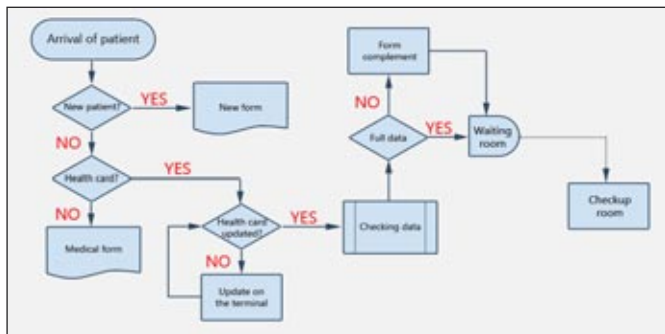 Arrival of patient
New patient?
YES
New form
NO
Health card?
YES
NO
Medical form
Health card
updated?
YES
NO
Update on
the terminal
Checking data
Full data
NO
YES
Form
complement
Waiting
room
Checkup
room